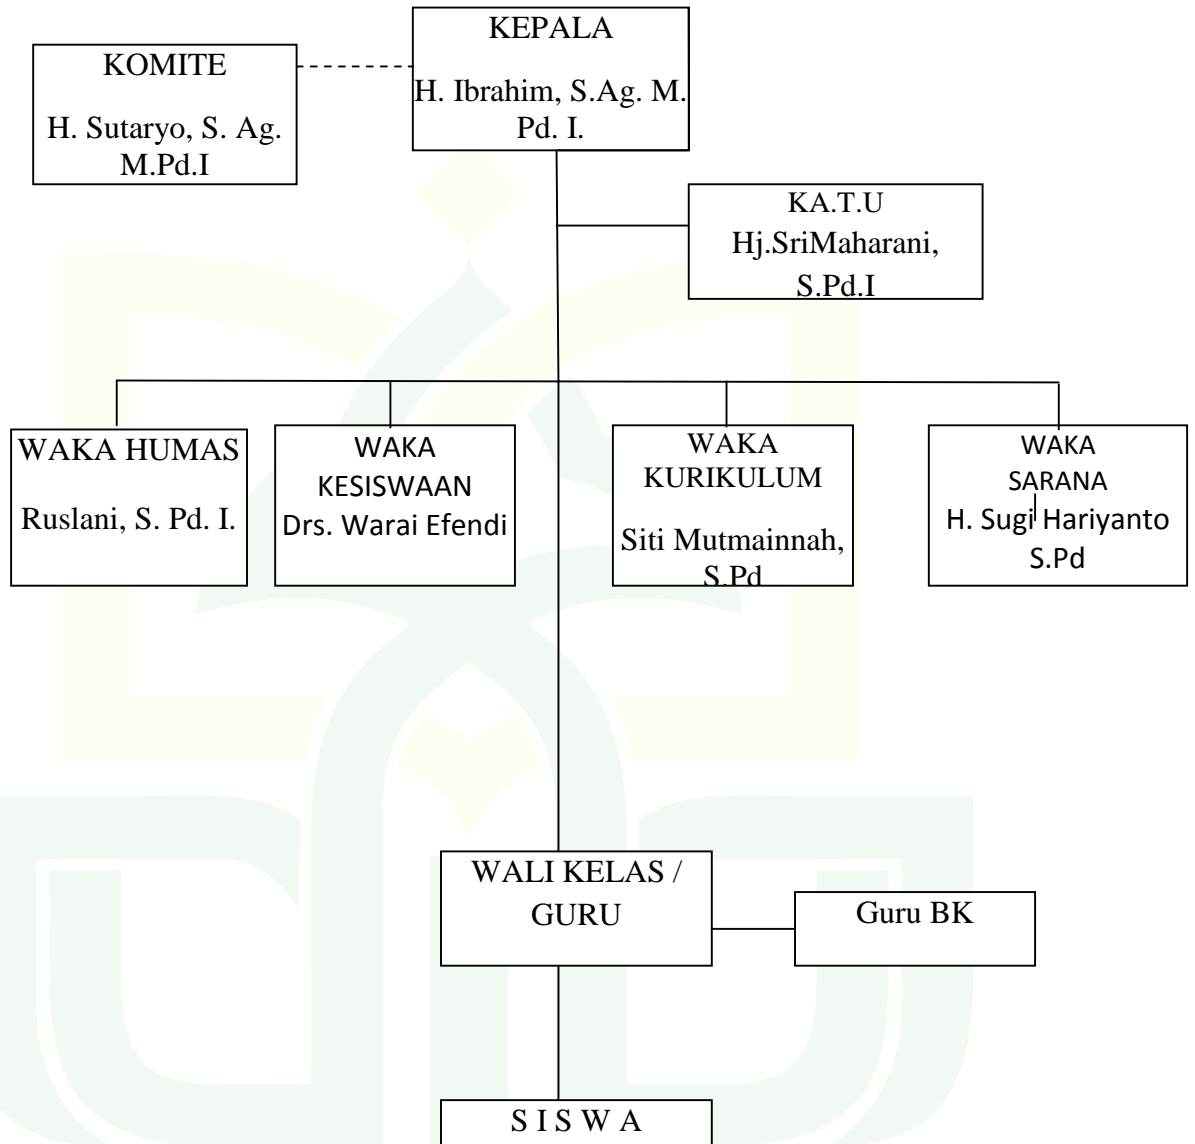 KEPALA
H. Ibrahim, S.Ag. M.
Pd. I.
KOMITE
H. Sutaryo, S. Ag.
M.Pd.I
KA.T.U
Hj.SriMaharani,
S.Pd.I
WAKA HUMAS
Ruslani, S. Pd. I.
WAKA
KESISWAAN
Drs. Warai Efendi
WAKA
KURIKULUM
Siti Mutmainnah,
S.Pd
WAKA
SARANA
H. Sugi Hariyanto
S.Pd
WALI KELAS /
GURU
Guru BK
S I S W A